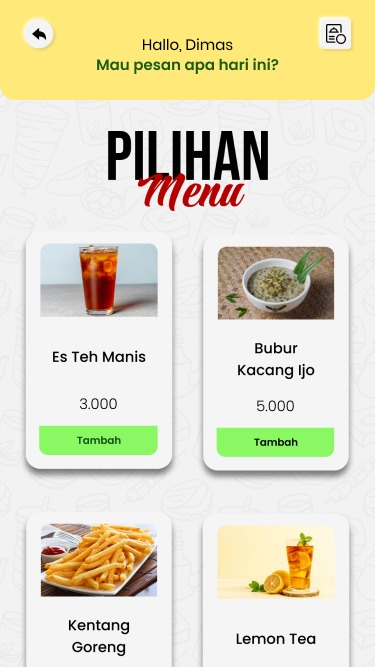 Hallo, Dimas
Mau pesan apa hari ini?
PILIHAN
Menu
Es Teh Manis
3.000
Tambah
Bubur
Kacang Ijo
5.000
Tambah
Kentang
Goreng
Lemon Tea